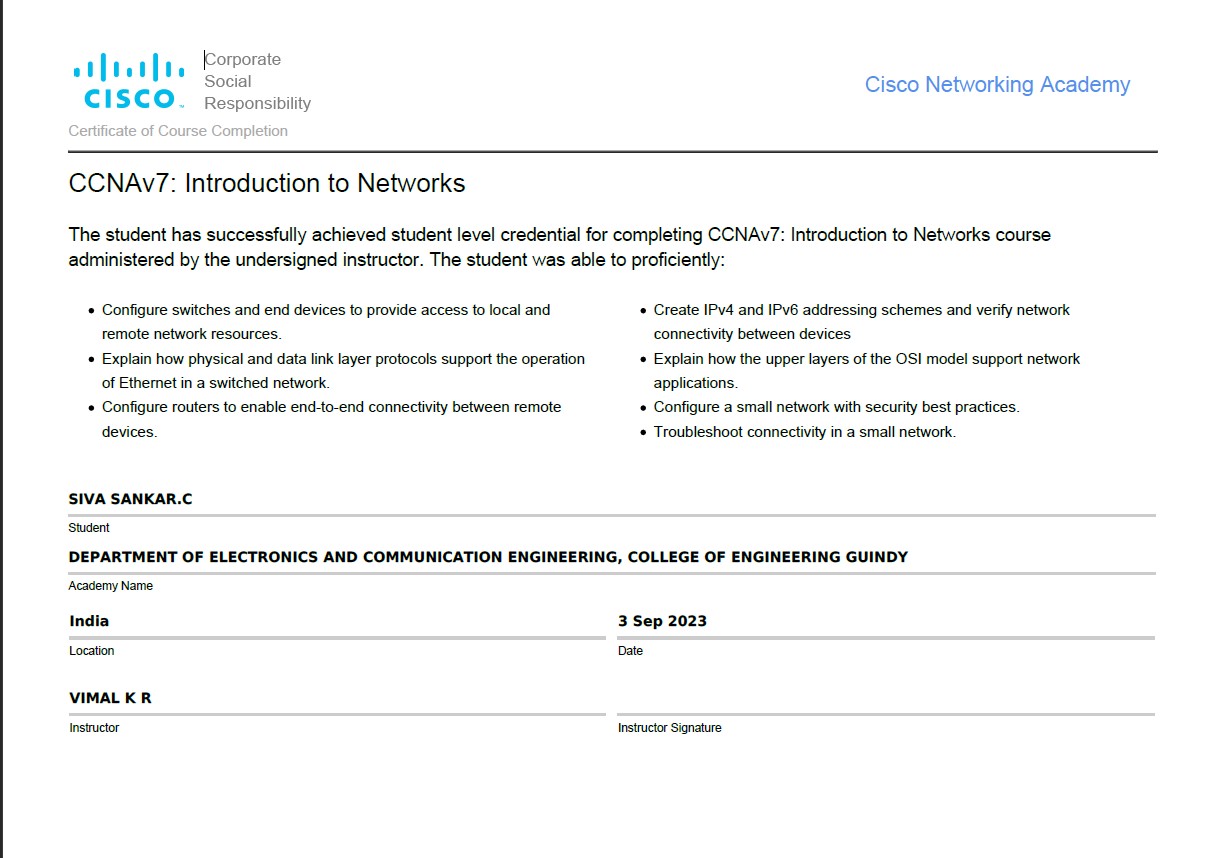 Corporate
Social
Responsibility
CISCO
Cisco Networking Academy
Certificate of Course Completion
CCNAv7: Introduction to Networks
The student has successfully achieved student level credential for completing CCNAv7: Introduction to Networks course
administered by the undersigned instructor. The student was able to proficiently:
• Configure switches and end devices to provide access to local and
remote network resources.
• Explain how physical and data link layer protocols support the operation
of Ethernet in a switched network.
• Configure routers to enable end-to-end connectivity between remote
devices.
• Create IPv4 and IPv6 addressing schemes and verify network
connectivity between devices
• Explain how the upper layers of the OSI model support network
applications.
• Configure a small network with security best practices.
• Troubleshoot connectivity in a small network.
SIVA SANKAR.C
Student
DEPARTMENT OF ELECTRONICS AND COMMUNICATION ENGINEERING, COLLEGE OF ENGINEERING GUINDY
Academy Name
India
Location
3 Sep 2023
Date
VIMAL K R
Instructor
Instructor Signature